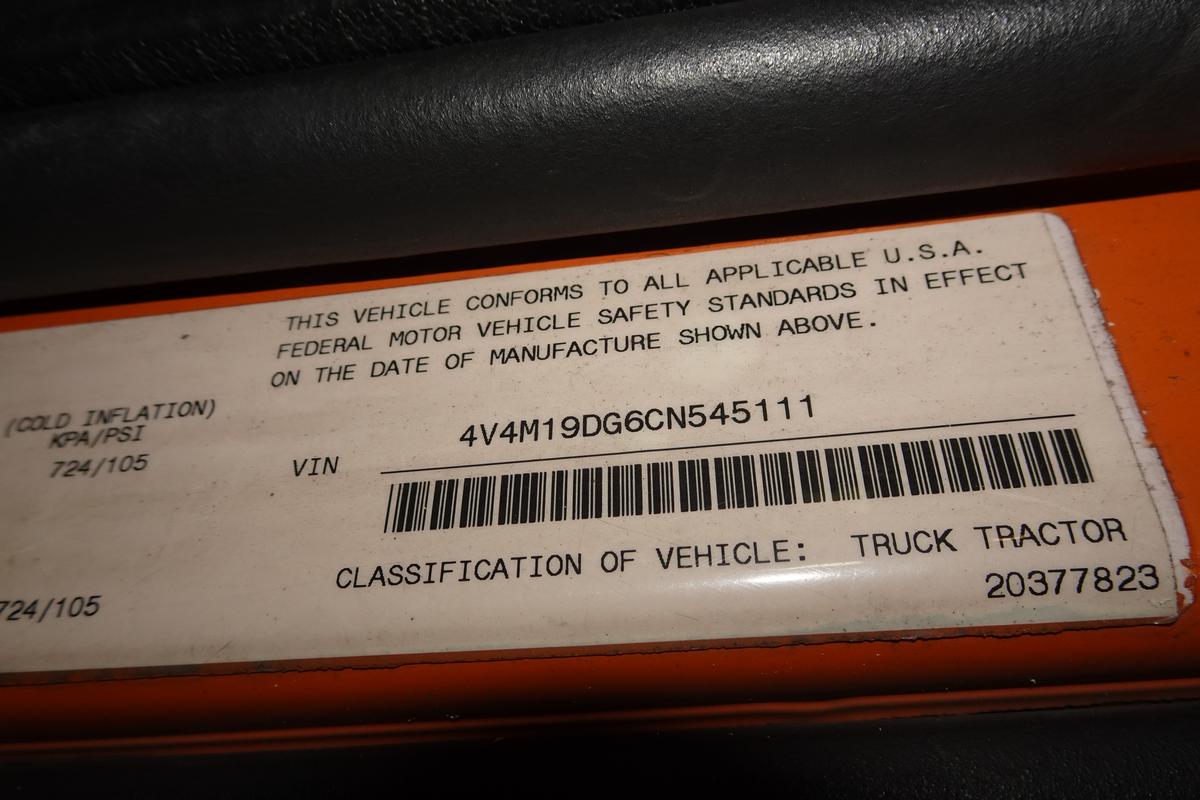 THIS VEHICLE CONFORMS TO ALL APPLICABLE U.S.A.
FEDERAL MOTOR VEHICLE SAFETY STANDARDS IN EFFECT
ON THE DATE OF MANUFACTURE SHOWN ABOVE.
(COLD INFLATION)
KPA/PSI
724/105
VIN 4V4M19DG6CN545111
CLASSIFICATION OF VEHICLE: TRUCK TRACTOR
724/105
20377823